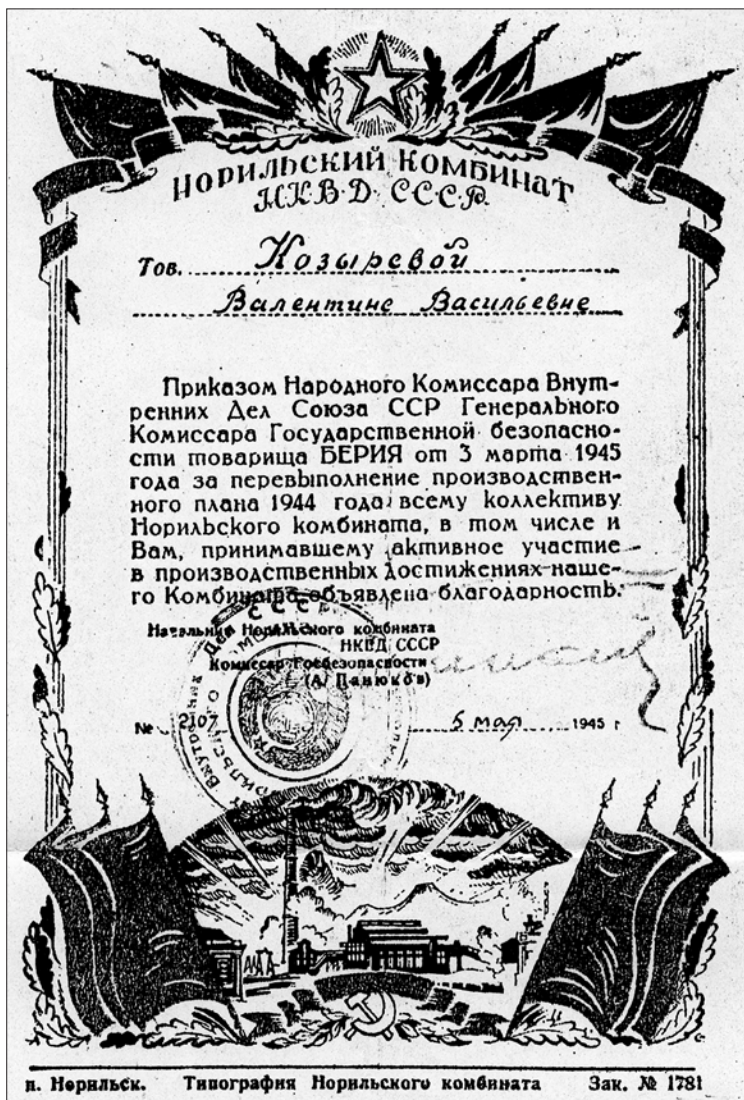 НОРИЛЬСКИЙ КОМБИНАТ
Н.К.В.Д. С.С.С.Р.
Тов. Козыревой
Валентине Васильевне
Приказом Народного Комиссара Внут-
ренних Дел Союза ССР Генерального
Комиссара Государственной безопасно-
сти товарища БЕРИЯ от 3 марта 1945
года за перевыполнение производствен-
ного плана 1944 года всему коллективу
Норильского комбината, в том числе и
Вам, принимавшему активное участие
в производственных достижениях наше-
го Комбината объявлена благодарность.
Начальник Норильского комбината
НКВД СССР
Комиссар Госбезопасности
(А. Панюков)
№ 2107 5 мая 1945 г
п. Норильск. Типография Норильского комбината Зак. № 1781